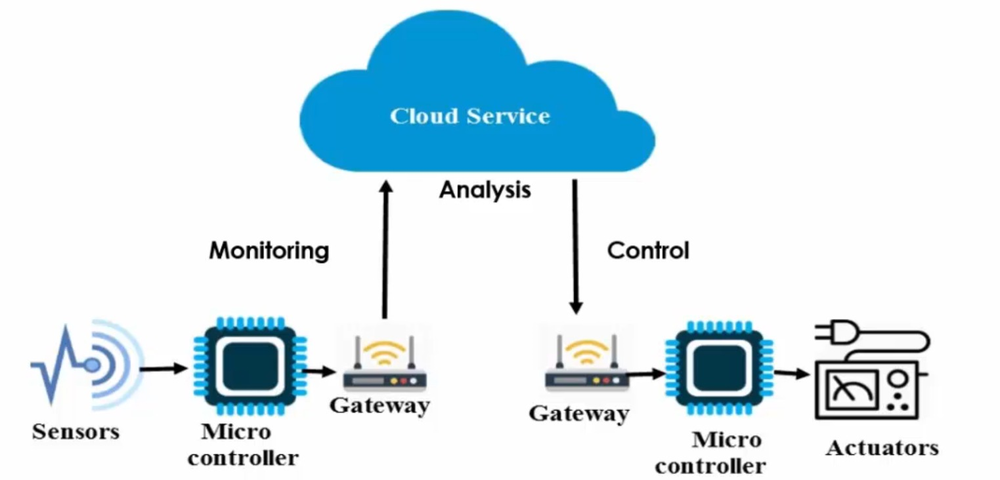 Cloud Service
Analysis
Monitoring
Control
Sensors
Micro
controller
Gateway
Gateway
Micro
controller
Actuators